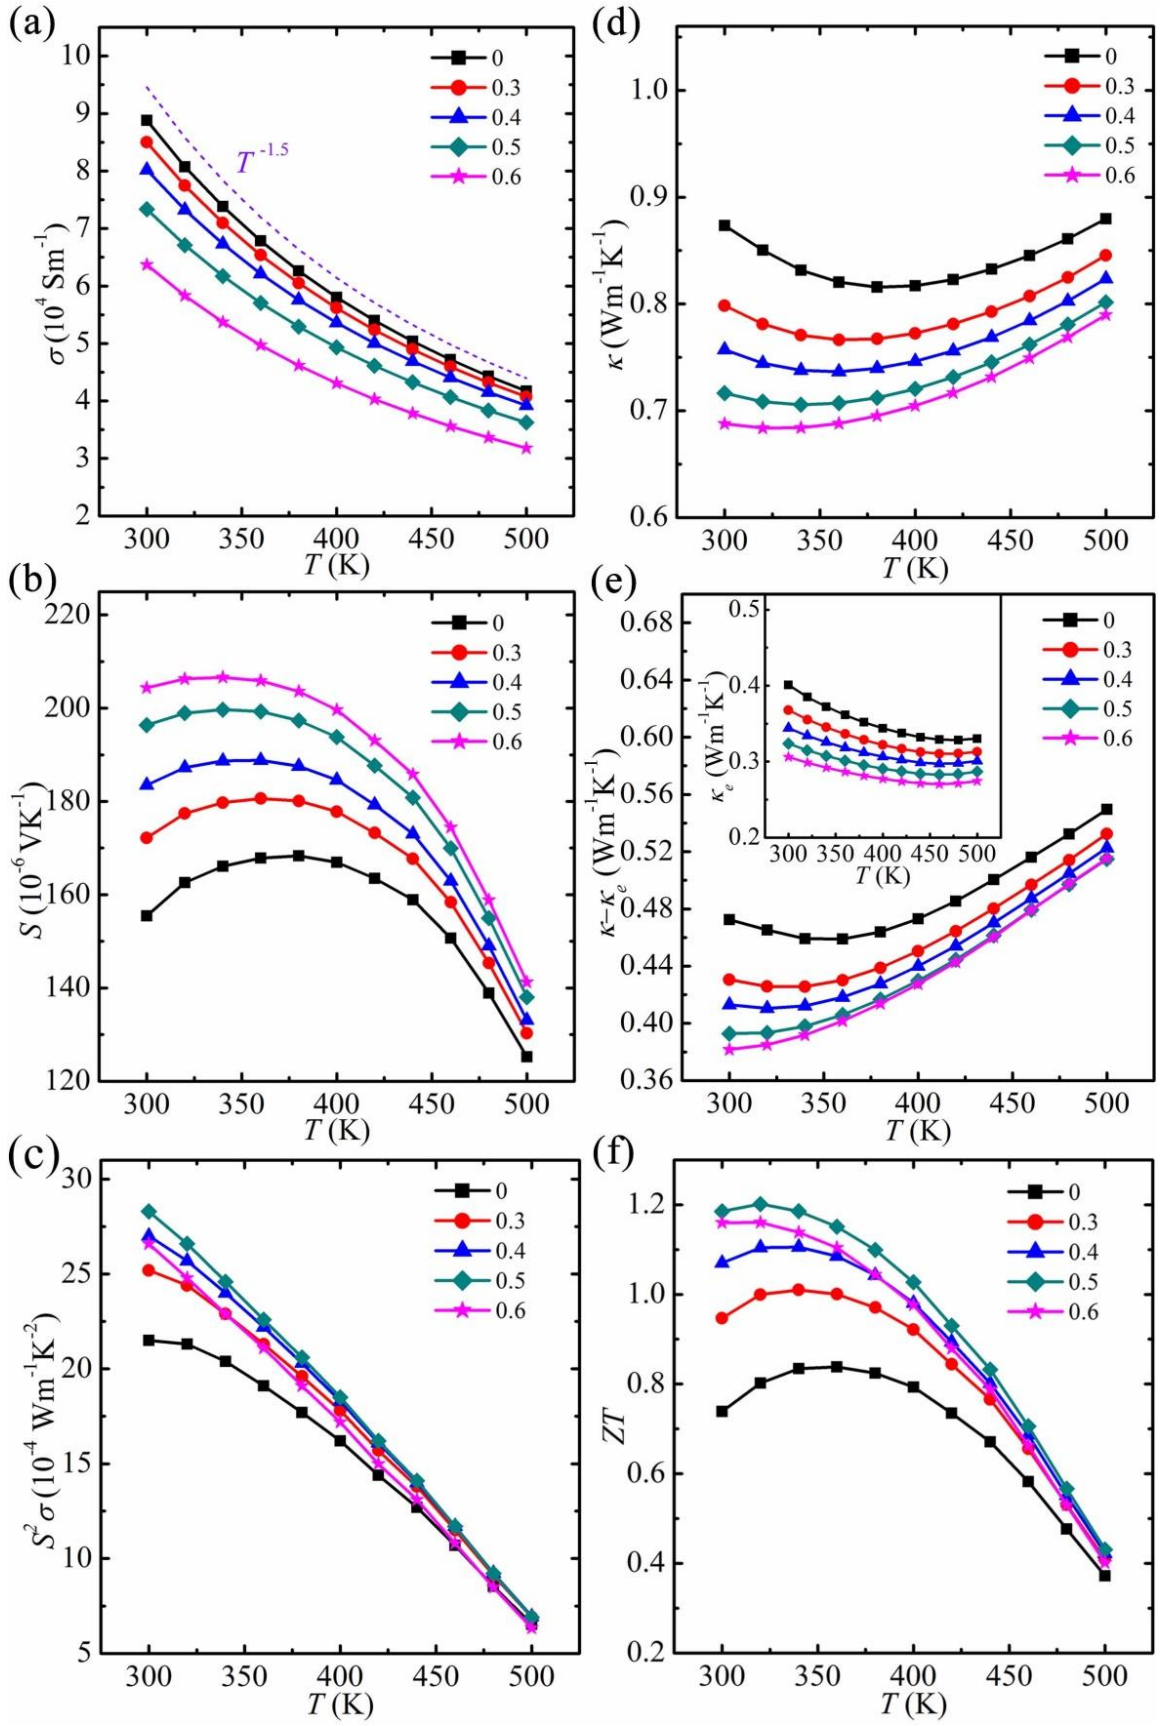 (a)
10
9
8
7
6
5
4
3
2
σ (10⁴ Sm⁻¹)
T⁻¹·⁵
0
0.3
0.4
0.5
0.6
300 350 400 450 500
T (K)
(d)
1.0
0.9
0.8
0.7
0.6
κ (Wm⁻¹K⁻¹)
0
0.3
0.4
0.5
0.6
300 350 400 450 500
T (K)
(b)
220
200
180
160
140
120
S (10⁻⁶ VK⁻¹)
0
0.3
0.4
0.5
0.6
300 350 400 450 500
T (K)
(e)
0.68
0.64
0.60
0.56
0.52
0.48
0.44
0.40
0.36
κ−κₑ (Wm⁻¹K⁻¹)
0.5
0.4
0.3
0.2
κₑ (Wm⁻¹K⁻¹)
300 350 400 450 500
T (K)
0
0.3
0.4
0.5
0.6
300 350 400 450 500
T (K)
(c)
30
25
20
15
10
5
S²σ (10⁻⁴ Wm⁻¹K⁻²)
0
0.3
0.4
0.5
0.6
300 350 400 450 500
T (K)
(f)
1.2
1.0
0.8
0.6
0.4
0.2
ZT
0
0.3
0.4
0.5
0.6
300 350 400 450 500
T (K)